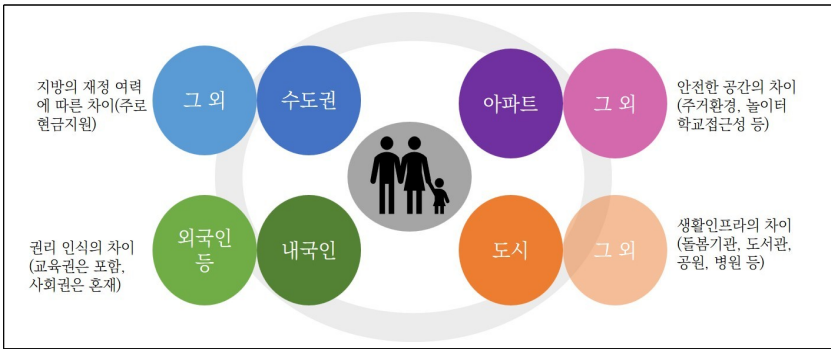 지방의 재정 여력
에 따른 차이(주로
현금지원)
그 외
수도권
아파트
그 외
안전한 공간의 차이
(주거환경, 놀이터
학교접근성 등)
권리 인식의 차이
(교육권은 포함,
사회권은 혼재)
외국인
등
내국인
도시
그 외
생활인프라의 차이
(돌봄기관, 도서관,
공원, 병원 등)